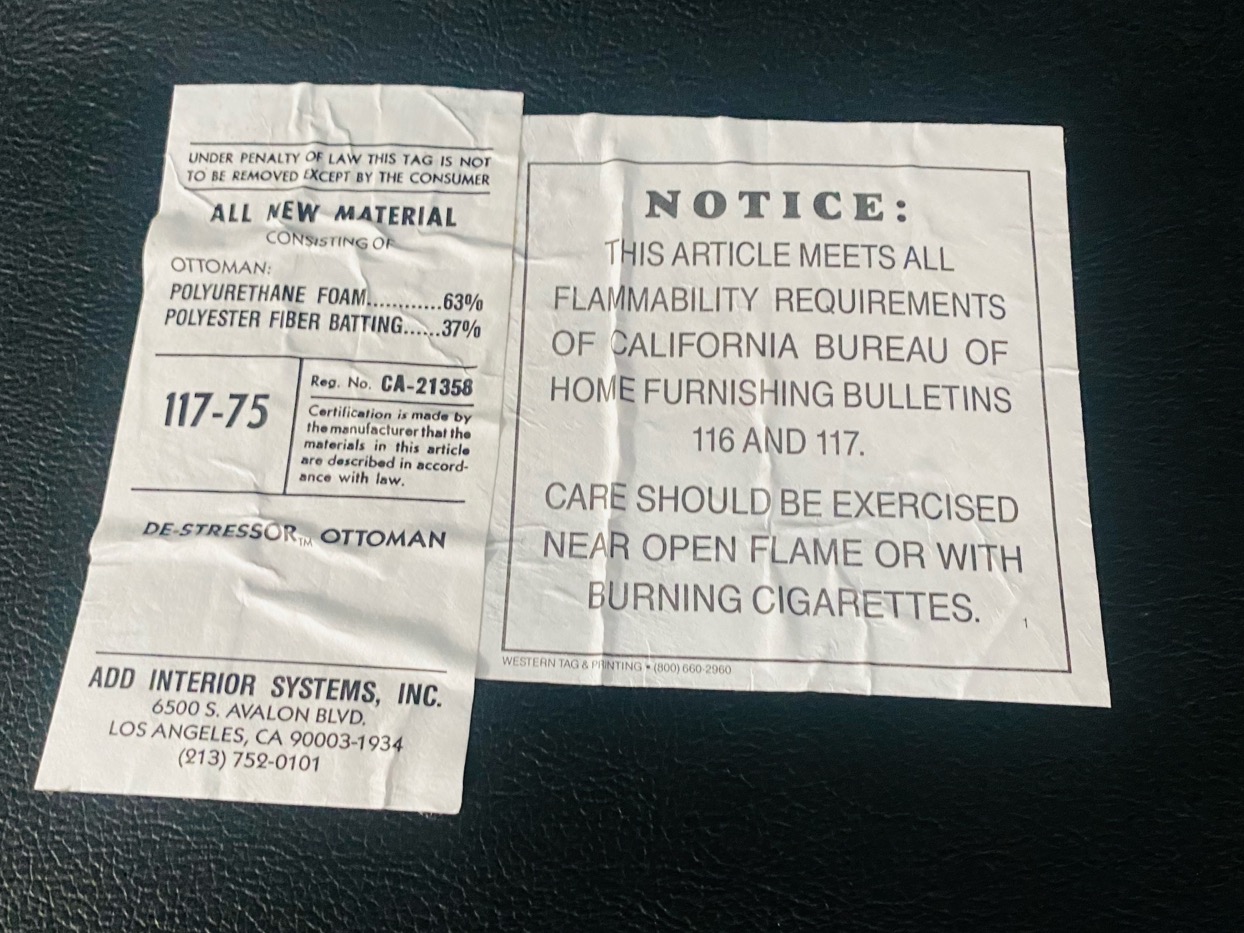 UNDER PENALTY OF LAW THIS TAG IS NOT
TO BE REMOVED EXCEPT BY THE CONSUMER
ALL NEW MATERIAL
CONSISTING OF
OTTOMAN:
POLYURETHANE FOAM............63%
POLYESTER FIBER BATTING......37%
117-75
Reg. No. CA-21358
Certification is made by
the manufacturer that the
materials in this article
are described in accord-
ance with law.
DE-STRESSOR™ OTTOMAN
ADD INTERIOR SYSTEMS, INC.
6500 S. AVALON BLVD.
LOS ANGELES, CA 90003-1934
(213) 752-0101
NOTICE:
THIS ARTICLE MEETS ALL
FLAMMABILITY REQUIREMENTS
OF CALIFORNIA BUREAU OF
HOME FURNISHING BULLETINS
116 AND 117.
CARE SHOULD BE EXERCISED
NEAR OPEN FLAME OR WITH
BURNING CIGARETTES.
1
WESTERN TAG & PRINTING • (800) 660-2960